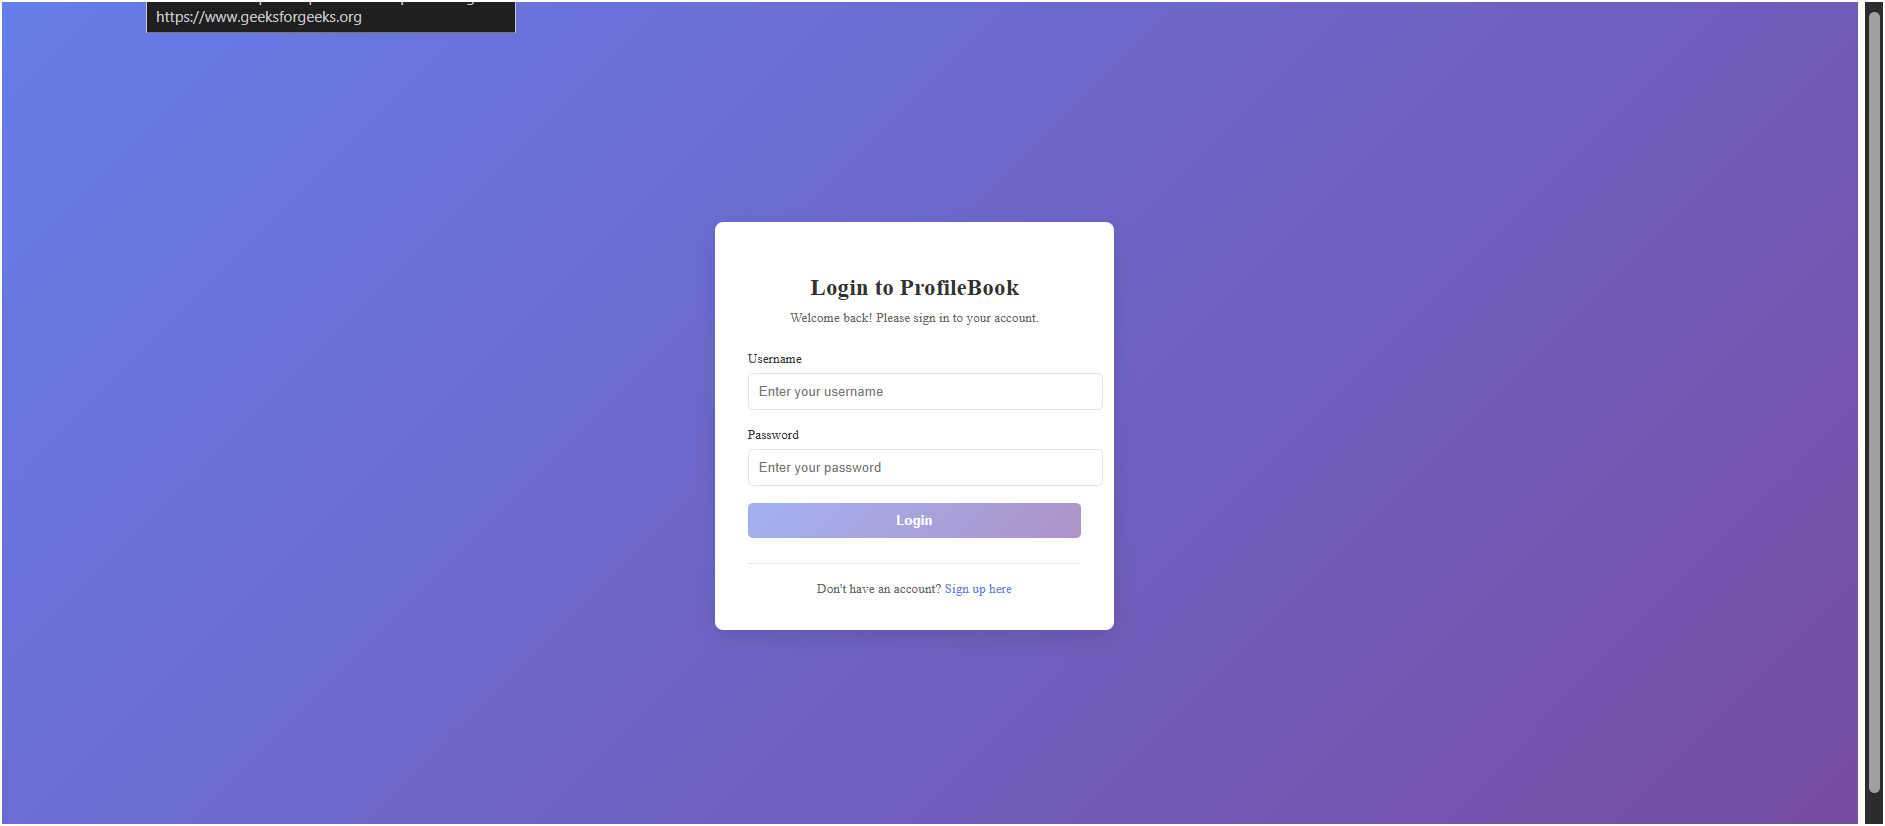 https://www.geeksforgeeks.org
Login to ProfileBook
Welcome back! Please sign in to your account.
Username
Enter your username
Password
Enter your password
Login
Don't have an account? Sign up here